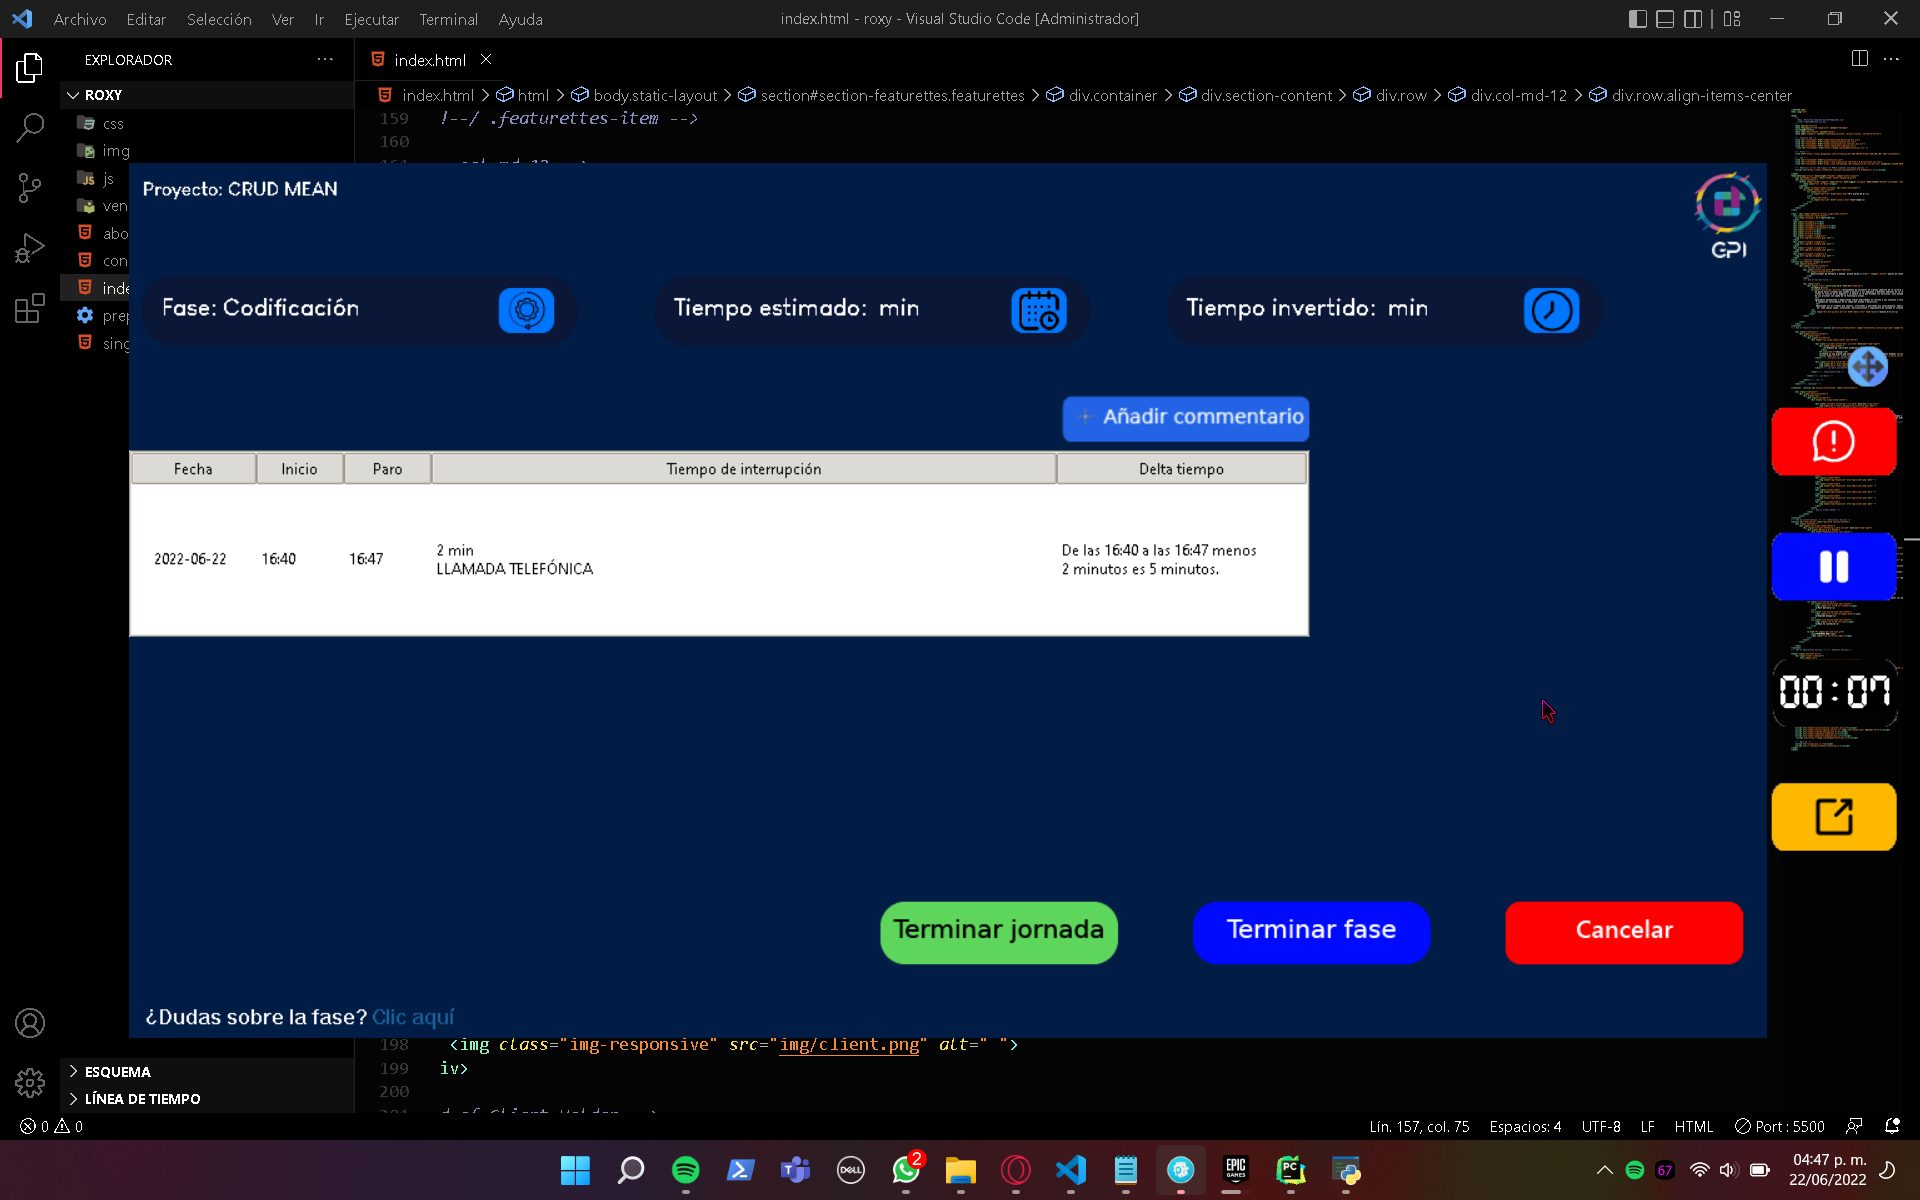 Archivo Editar Selección Ver Ir Ejecutar Terminal Ayuda
index.html - roxy - Visual Studio Code [Administrador]
EXPLORADOR
index.html
ROXY
index.html > html > body.static-layout > section#section-featurettes.featurettes > div.container > div.section-content > div.row > div.col-md-12 > div.row.align-items-center
css
img
JS js
ven
abo
con
inde
prep
sing
159 !--/ .featurettes-item -->
160
Proyecto: CRUD MEAN
GPI
Fase: Codificación
Tiempo estimado: min
Tiempo invertido: min
+ Añadir commentario
Fecha Inicio Paro Tiempo de interrupción Delta tiempo
2022-06-22 16:40 16:47
2 min
LLAMADA TELEFÓNICA
De las 16:40 a las 16:47 menos
2 minutos es 5 minutos.
00:07
Terminar jornada
Terminar fase
Cancelar
¿Dudas sobre la fase? Clic aquí
198 <img class="img-responsive" src="img/client.png" alt=" ">
199 iv>
200
ESQUEMA
LÍNEA DE TIEMPO
0 0
Lín. 157, col. 75 Espacios: 4 UTF-8 LF HTML Port : 5500
DELL
2
EPIC
GAMES
PC
67
04:47 p. m.
22/06/2022